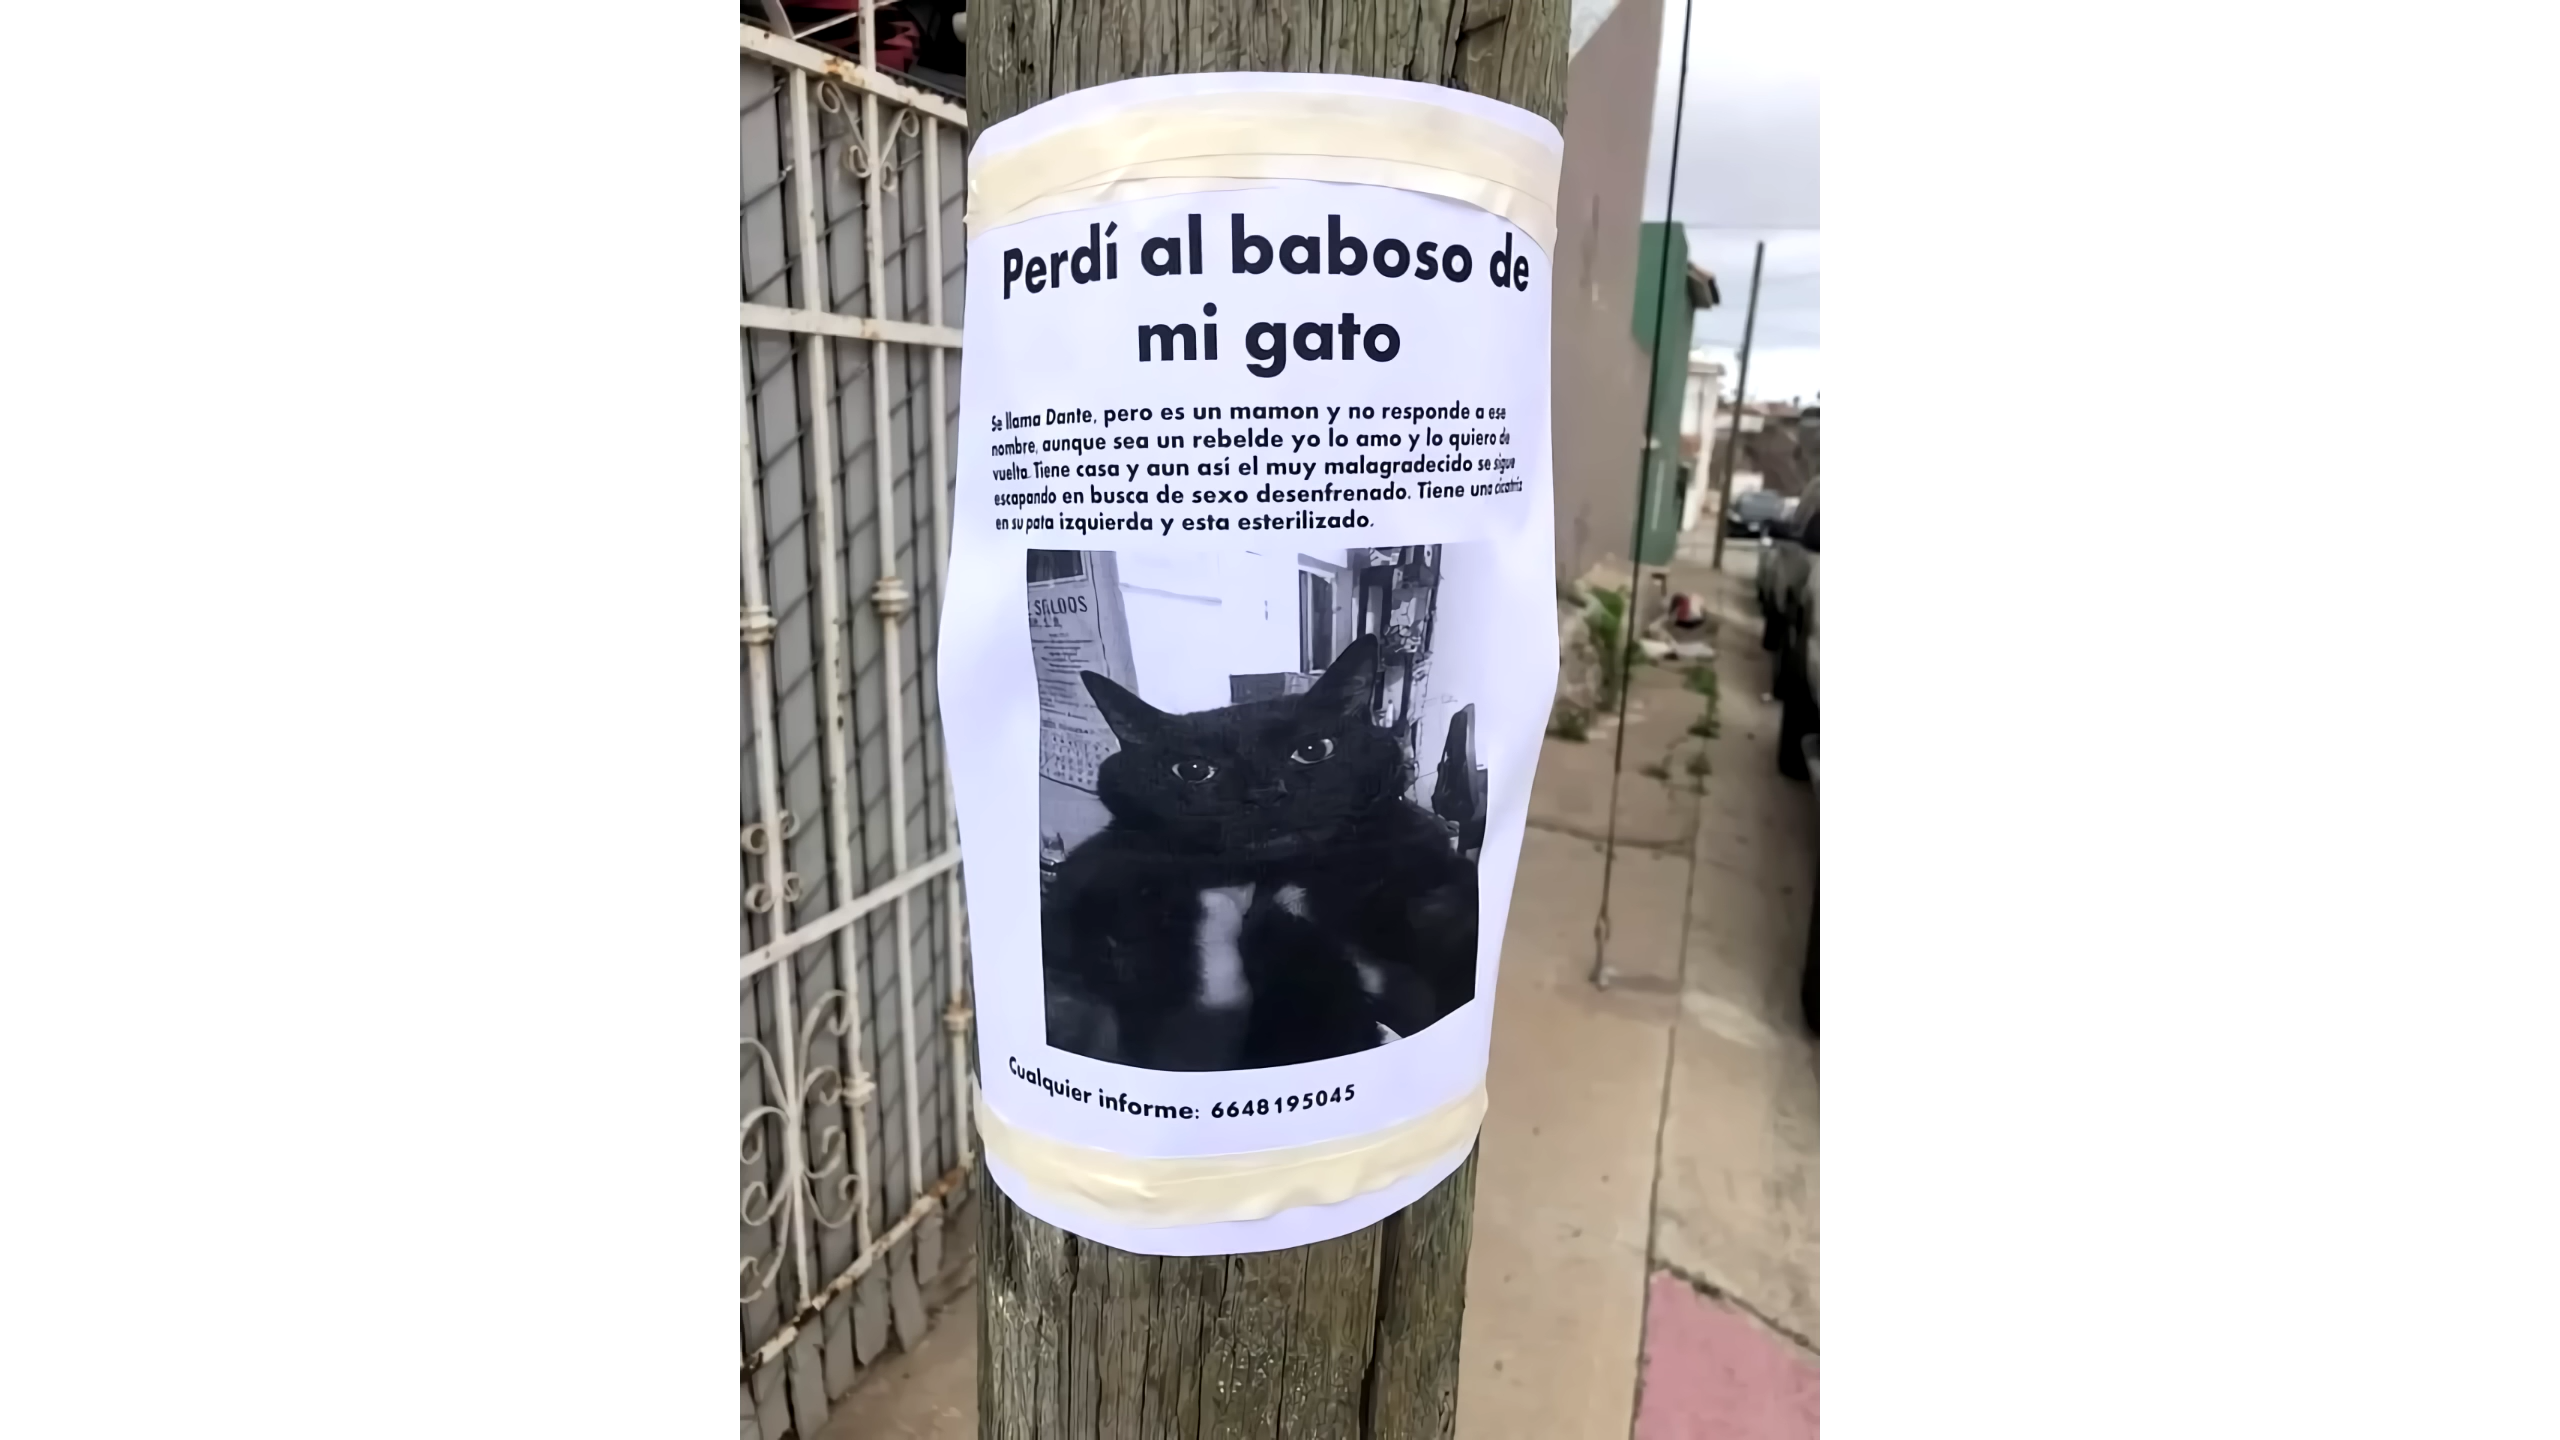 Perdí al baboso de
mi gato
Se llama Dante, pero es un mamon y no responde a ese
nombre, aunque sea un rebelde yo lo amo y lo quiero de
vuelta. Tiene casa y aun así el muy malagradecido se sigue
escapando en busca de sexo desenfrenado. Tiene una cicatriz
en su pata izquierda y esta esterilizado.
SALDOS
Cualquier informe: 6648195045